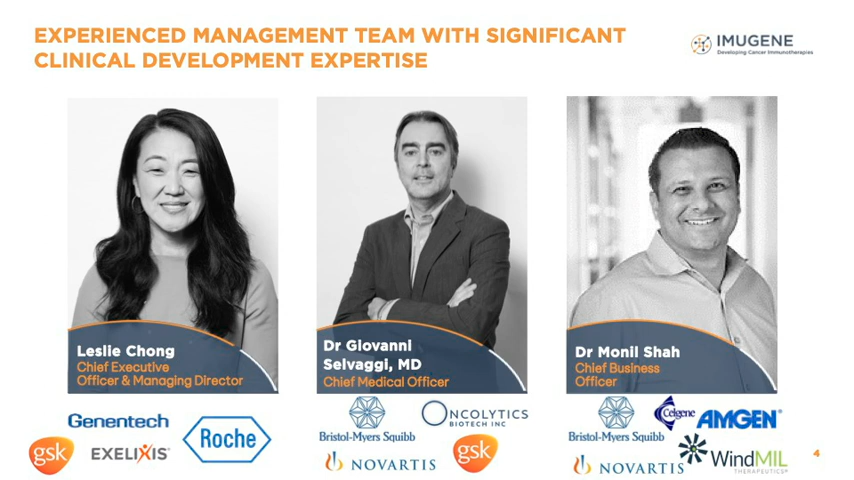 EXPERIENCED MANAGEMENT TEAM WITH SIGNIFICANT
CLINICAL DEVELOPMENT EXPERTISE
IMUGENE
Developing Cancer Immunotherapies
Leslie Chong
Chief Executive
Officer & Managing Director
Dr Giovanni
Selvaggi, MD
Chief Medical Officer
Dr Monil Shah
Chief Business
Officer
Genentech
gsk
EXELIXIS®
Roche
Bristol-Myers Squibb
ONCOLYTICS
BIOTECH INC
NOVARTIS
gsk
Bristol-Myers Squibb
Celgene
AMGEN®
NOVARTIS
WindMIL
THERAPEUTICS®
4